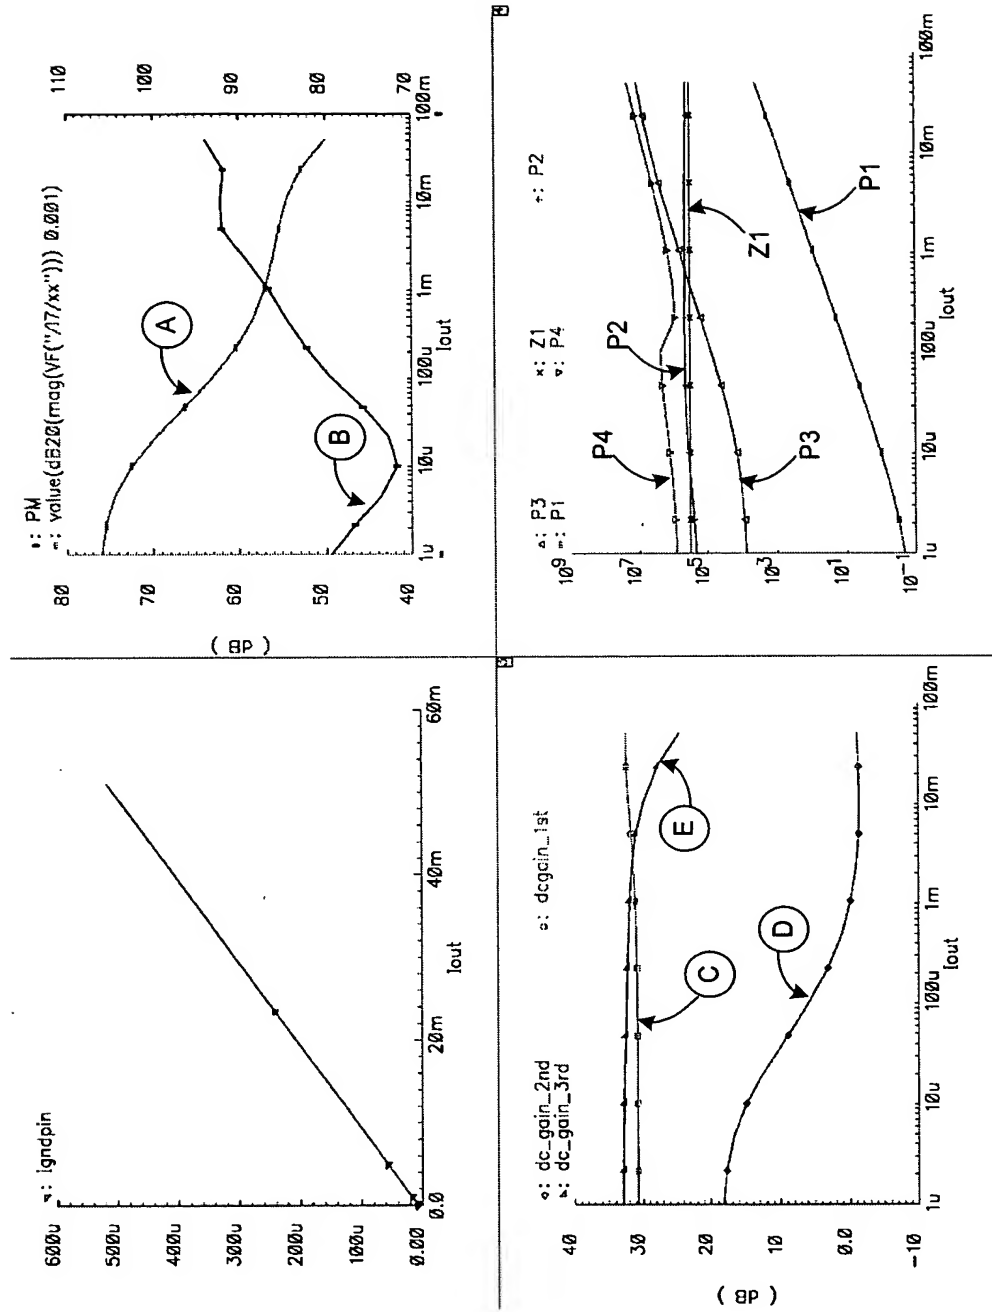 ▾: Igndpin
600u
500u
400u
300u
200u
100u
0.00
0.0
20m
40m
60m
Iout
▪: PM
▫: value(dB20(mag(VF("/I7/xx"))) 0.001)
80
70
60
50
40
( dB )
110
100
90
80
70
A
B
1u
10u
100u
1m
10m
100m
Iout
◇: dc_gain_2nd
▹: dc_gain_3rd
▫: dcgain_1st
40
30
20
10
0.0
-10
( dB )
C
D
E
1u
10u
100u
1m
10m
100m
Iout
▵: P3
×: Z1
+: P2
▫: P1
▿: P4
10^9
10^7
10^5
10^3
10^1
10^-1
P4
P2
P3
Z1
P1
1u
10u
100u
1m
10m
100m
Iout